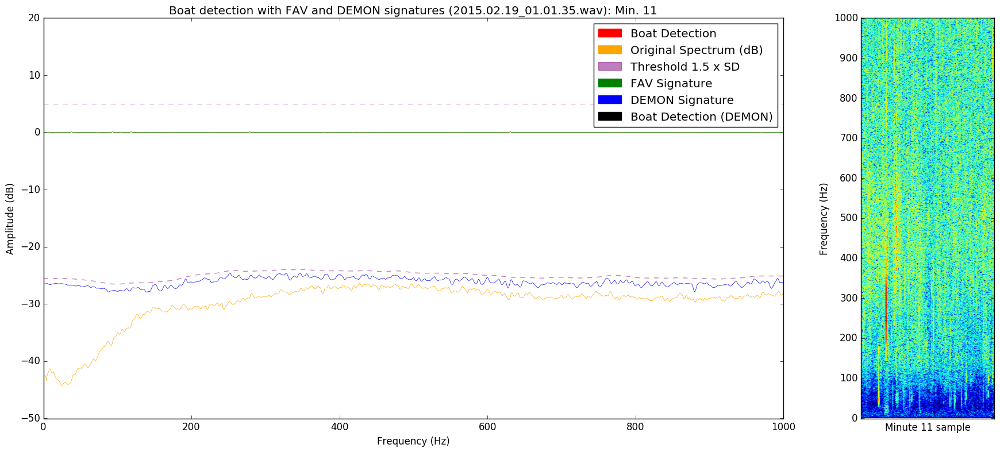 Boat detection with FAV and DEMON signatures (2015.02.19_01.01.35.wav): Min. 11
Boat Detection
Original Spectrum (dB)
Threshold 1.5 x SD
FAV Signature
DEMON Signature
Boat Detection (DEMON)
20
10
0
−10
−20
−30
−40
−50
Amplitude (dB)
0
200
400
600
800
1000
Frequency (Hz)
1000
900
800
700
600
500
400
300
200
100
0
Frequency (Hz)
Minute 11 sample